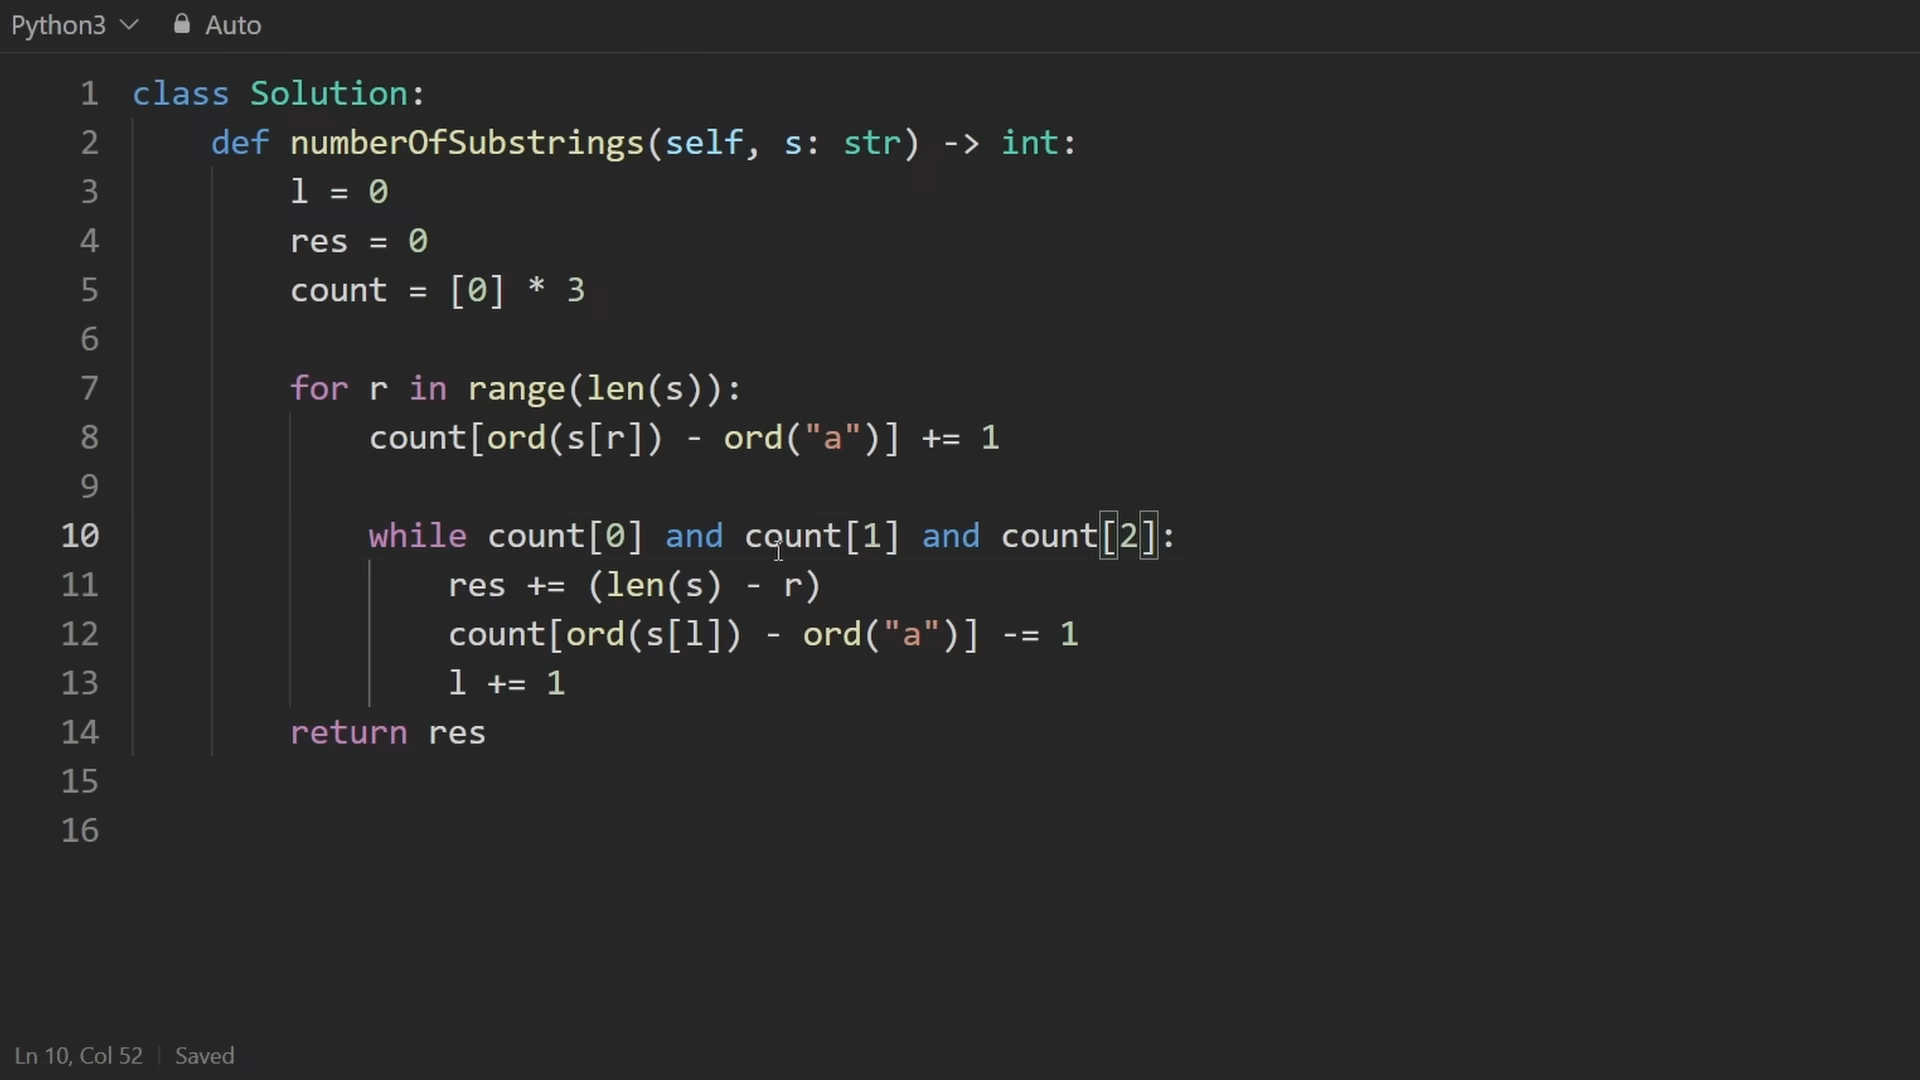 Python3 Auto
1 class Solution:
2 def numberOfSubstrings(self, s: str) -> int:
3 l = 0
4 res = 0
5 count = [0] * 3
6
7 for r in range(len(s)):
8 count[ord(s[r]) - ord("a")] += 1
9
10 while count[0] and count[1] and count[2]:
11 res += (len(s) - r)
12 count[ord(s[l]) - ord("a")] -= 1
13 l += 1
14 return res
15
16
Ln 10, Col 52 Saved